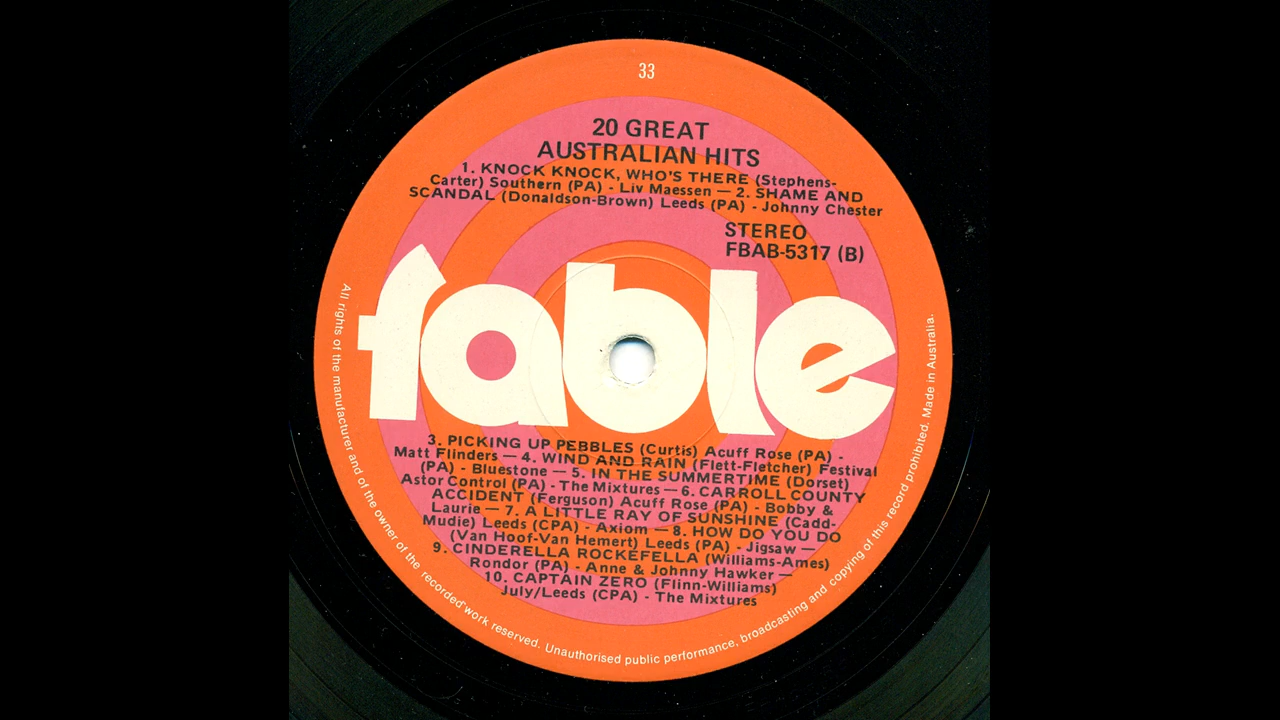 33
20 GREAT
AUSTRALIAN HITS
1. KNOCK KNOCK, WHO'S THERE (Stephens-
Carter) Southern (PA) - Liv Maessen — 2. SHAME AND
SCANDAL (Donaldson-Brown) Leeds (PA) - Johnny Chester
STEREO
FBAB-5317 (B)
fable
3. PICKING UP PEBBLES (Curtis) Acuff Rose (PA) -
Matt Flinders — 4. WIND AND RAIN (Flett-Fletcher) Festival
(PA) - Bluestone — 5. IN THE SUMMERTIME (Dorset)
Astor Control (PA) - The Mixtures — 6. CARROLL COUNTY
ACCIDENT (Ferguson) Acuff Rose (PA) - Bobby &
Laurie — 7. A LITTLE RAY OF SUNSHINE (Cadd-
Mudie) Leeds (CPA) - Axiom — 8. HOW DO YOU DO
(Van Hoof-Van Hemert) Leeds (PA) - Jigsaw —
9. CINDERELLA ROCKEFELLA (Williams-Ames)
Rondor (PA) - Anne & Johnny Hawker —
10. CAPTAIN ZERO (Flinn-Williams)
July/Leeds (CPA) - The Mixtures
All rights of the manufacturer and of the owner of the recorded work reserved. Unauthorised public performance, broadcasting and copying of this record prohibited. Made in Australia.